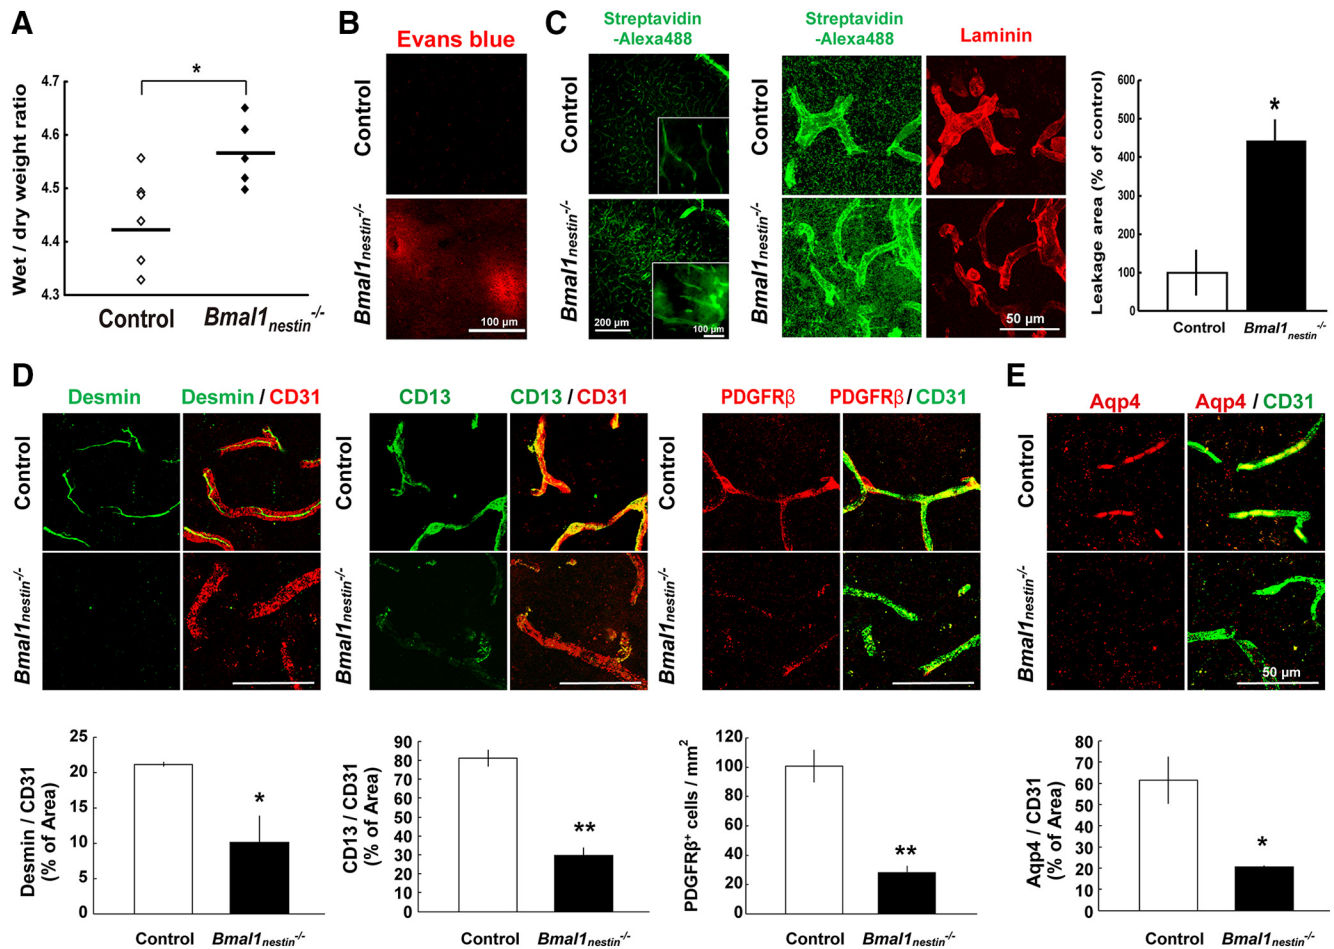 A
Wet / dry weight ratio
4.7
4.6
4.5
4.4
4.3
*
Control
Bmal1nestin-/-
B
Evans blue
Control
Bmal1nestin-/-
100 µm
C
Streptavidin
-Alexa488
Control
Bmal1nestin-/-
200 µm
100 µm
Streptavidin
-Alexa488
Laminin
Control
Bmal1nestin-/-
50 µm
Leakage area (% of control)
600
500
400
300
200
100
0
*
Control
Bmal1nestin-/-
D
Desmin
Desmin / CD31
Control
Bmal1nestin-/-
CD13
CD13 / CD31
Control
Bmal1nestin-/-
PDGFRβ
PDGFRβ/CD31
Control
Bmal1nestin-/-
E
Aqp4
Aqp4 / CD31
Control
Bmal1nestin-/-
50 µm
Desmin / CD31
(% of Area)
25
20
15
10
5
0
*
Control
Bmal1nestin-/-
CD13 / CD31
(% of Area)
90
80
70
60
50
40
30
20
10
0
**
Control
Bmal1nestin-/-
PDGFRβ+ cells / mm2
120
100
80
60
40
20
0
**
Control
Bmal1nestin-/-
Aqp4 / CD31
(% of Area)
80
70
60
50
40
30
20
10
0
*
Control
Bmal1nestin-/-